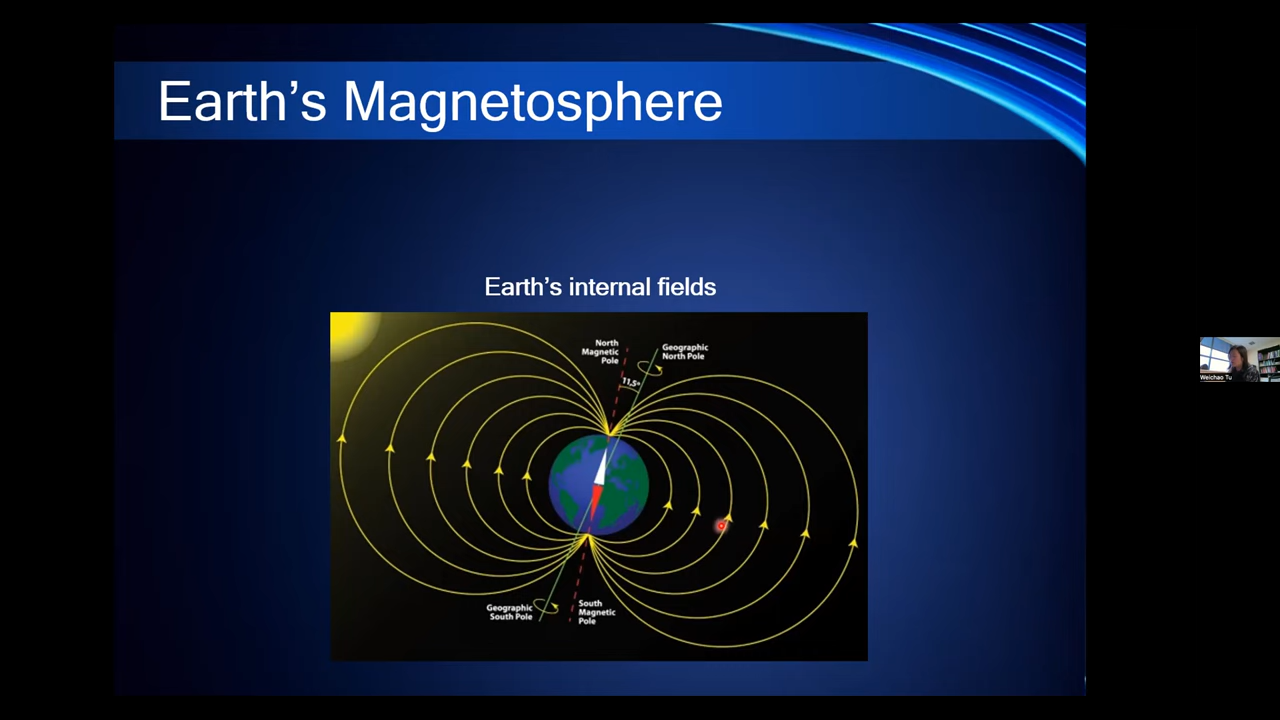 Earth's Magnetosphere
Earth's internal fields
North
Magnetic
Pole
Geographic
North Pole
11.5°
Geographic
South Pole
South
Magnetic
Pole
Weichao Tu